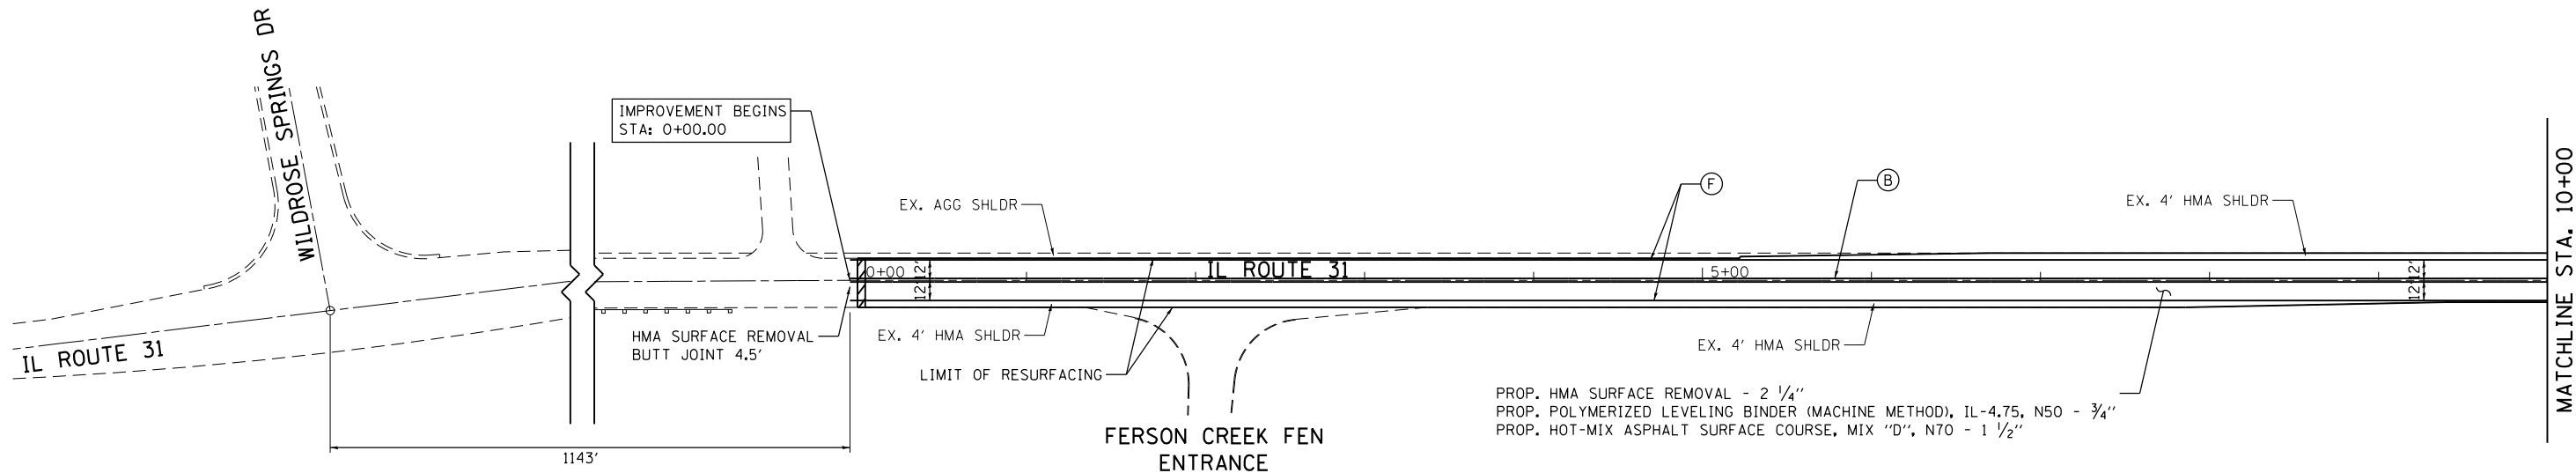 WILDROSE SPRINGS DR
IL ROUTE 31
1143'
IMPROVEMENT BEGINS
STA: 0+00.00
HMA SURFACE REMOVAL
BUTT JOINT 4.5'
EX. AGG SHLDR
0+00
12'
12'
IL ROUTE 31
EX. 4' HMA SHLDR
LIMIT OF RESURFACING
FERSON CREEK FEN
ENTRANCE
F
5+00
B
EX. 4' HMA SHLDR
EX. 4' HMA SHLDR
12'
12'
PROP. HMA SURFACE REMOVAL - 2 1/4"
PROP. POLYMERIZED LEVELING BINDER (MACHINE METHOD), IL-4.75, N50 - 3/4"
PROP. HOT-MIX ASPHALT SURFACE COURSE, MIX "D", N70 - 1 1/2"
MATCHLINE STA. 10+00